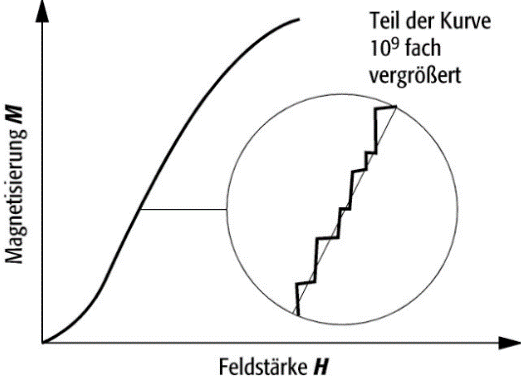 Teil der Kurve
10⁹ fach
vergrößert
Magnetisierung M
Feldstärke H